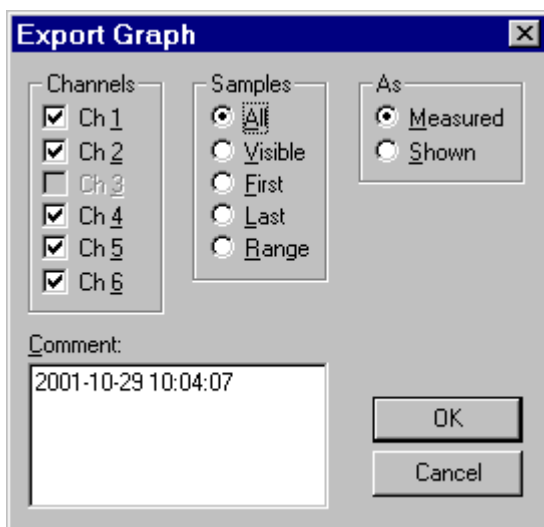 Export Graph
Channels
Ch 1
Ch 2
Ch 3
Ch 4
Ch 5
Ch 6
Samples
All
Visible
First
Last
Range
As
Measured
Shown
Comment:
2001-10-29 10:04:07
OK
Cancel